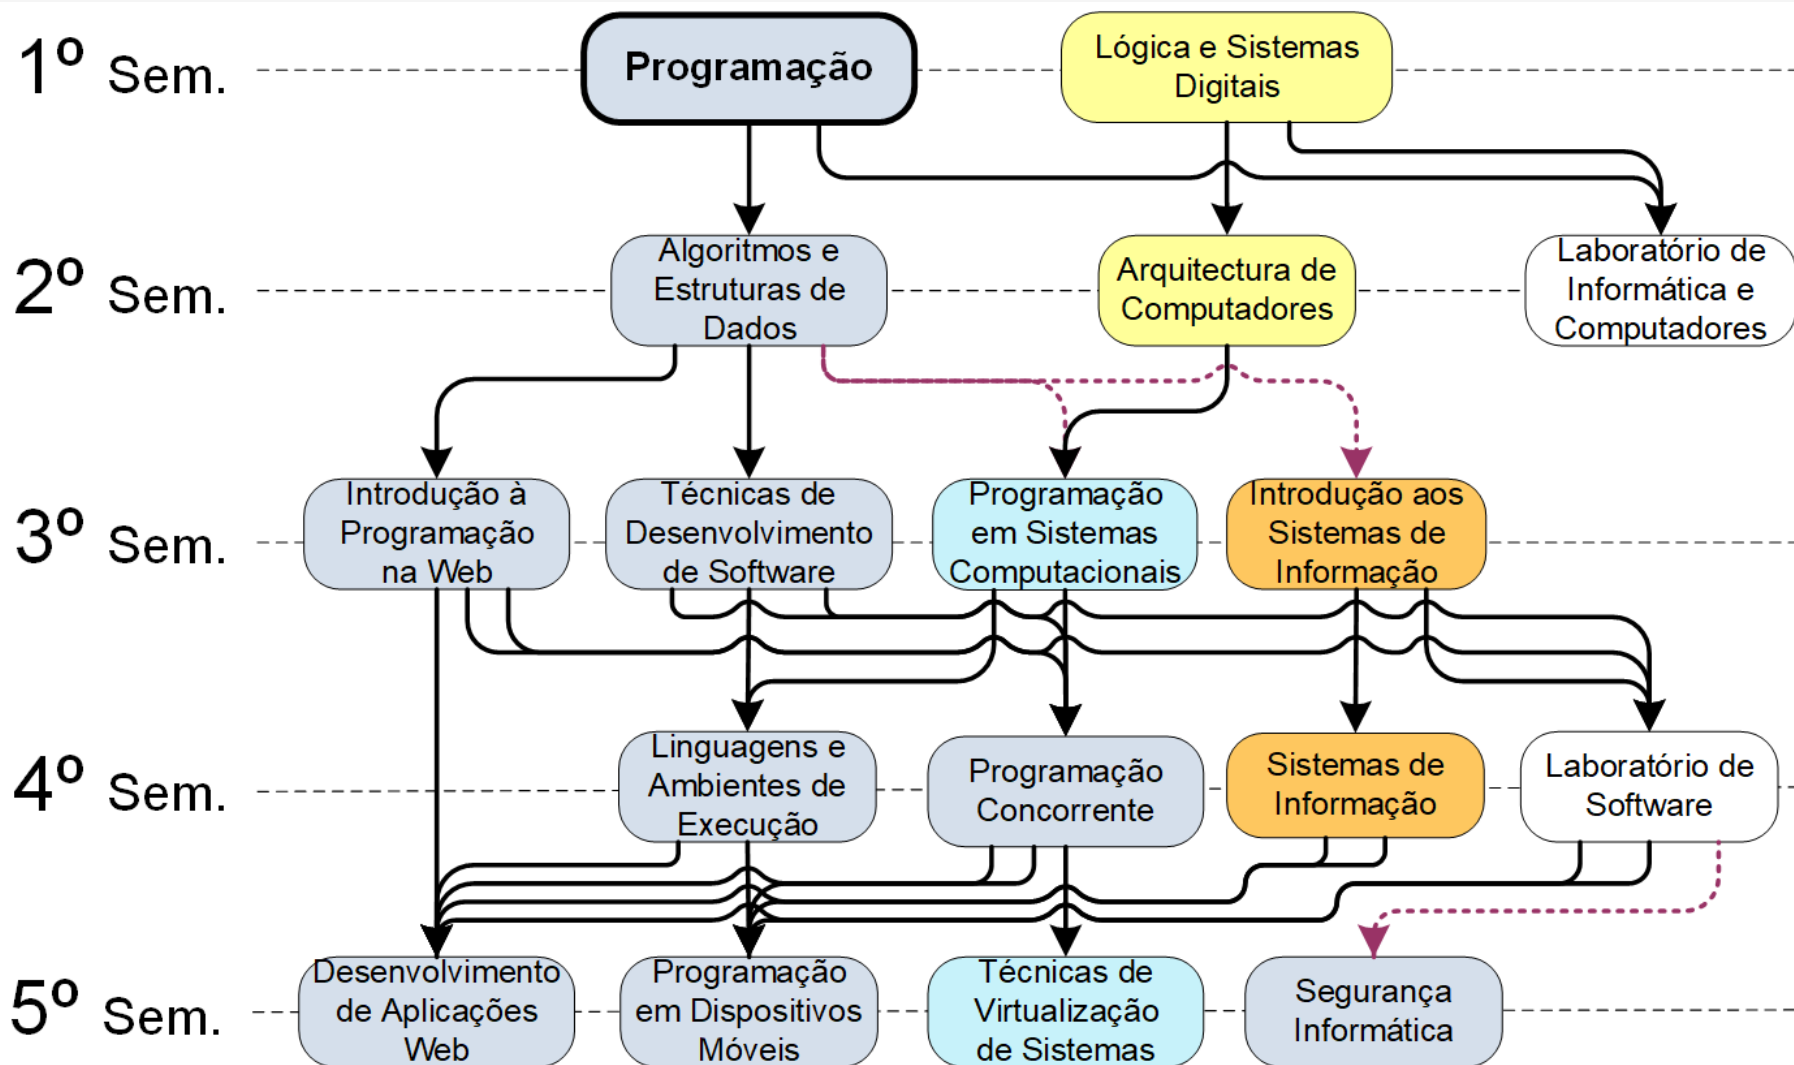 1º Sem.
Programação
Lógica e Sistemas
Digitais
2º Sem.
Algoritmos e
Estruturas de
Dados
Arquitectura de
Computadores
Laboratório de
Informática e
Computadores
3º Sem.
Introdução à
Programação
na Web
Técnicas de
Desenvolvimento
de Software
Programação
em Sistemas
Computacionais
Introdução aos
Sistemas de
Informação
4º Sem.
Linguagens e
Ambientes de
Execução
Programação
Concorrente
Sistemas de
Informação
Laboratório de
Software
5º Sem.
Desenvolvimento
de Aplicações
Web
Programação
em Dispositivos
Móveis
Técnicas de
Virtualização
de Sistemas
Segurança
Informática